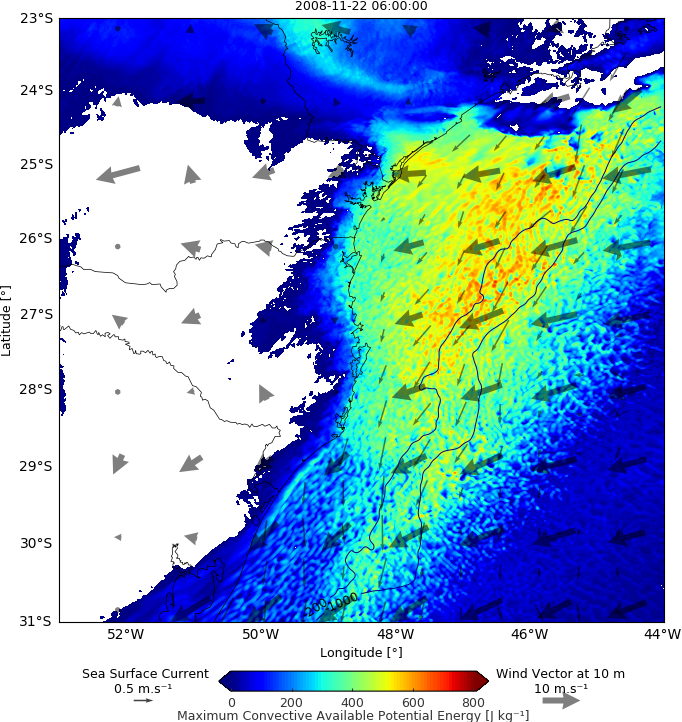 2008-11-22 06:00:00
23°S
24°S
25°S
26°S
27°S
28°S
29°S
30°S
31°S
Latitude [°]
200
1000
52°W 50°W 48°W 46°W 44°W
Longitude [°]
Sea Surface Current
0.5 m.s⁻¹
Wind Vector at 10 m
10 m.s⁻¹
0 200 400 600 800
Maximum Convective Available Potential Energy [J kg⁻¹]